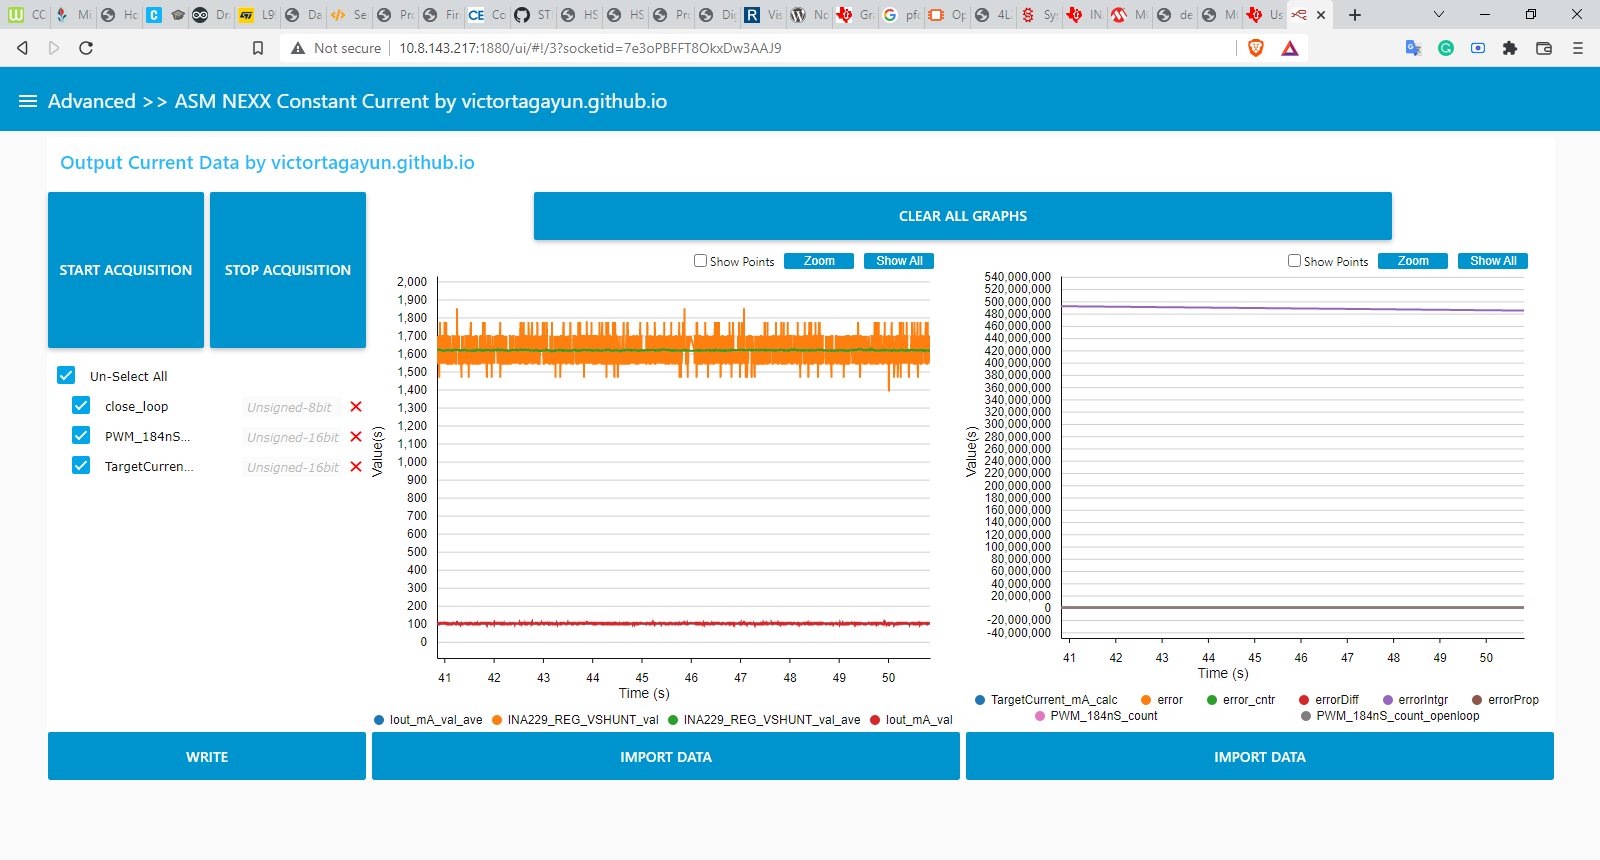 CC
Mi
Ho
C
Dr
L99
Da
Se
Pro
Fir
CE
Co
ST
HS
HS
Pro
Dic
R
Vis
No
Gr
pfc
Op
4L
Sys
IN
M
de
M
Us
Not secure
10.8.143.217:1880/ui/#!/3?socketid=7e3oPBFFT8OkxDw3AAJ9
Advanced >> ASM NEXX Constant Current by victortagayun.github.io
Output Current Data by victortagayun.github.io
START ACQUISITION
STOP ACQUISITION
CLEAR ALL GRAPHS
Un-Select All
close_loop
Unsigned-8bit
PWM_184nS...
Unsigned-16bit
TargetCurren...
Unsigned-16bit
Show Points
Zoom
Show All
2,000
1,900
1,800
1,700
1,600
1,500
1,400
1,300
1,200
1,100
1,000
900
800
700
600
500
400
300
200
100
0
Value(s)
41 42 43 44 45 46 47 48 49 50
Time (s)
Iout_mA_val_ave INA229_REG_VSHUNT_val INA229_REG_VSHUNT_val_ave Iout_mA_val
Show Points
Zoom
Show All
540,000,000
520,000,000
500,000,000
480,000,000
460,000,000
440,000,000
420,000,000
400,000,000
380,000,000
360,000,000
340,000,000
320,000,000
300,000,000
280,000,000
260,000,000
240,000,000
220,000,000
200,000,000
180,000,000
160,000,000
140,000,000
120,000,000
100,000,000
80,000,000
60,000,000
40,000,000
20,000,000
0
-20,000,000
-40,000,000
Value(s)
41 42 43 44 45 46 47 48 49 50
Time (s)
TargetCurrent_mA_calc error error_cntr errorDiff errorIntgr errorProp
PWM_184nS_count PWM_184nS_count_openloop
WRITE
IMPORT DATA
IMPORT DATA